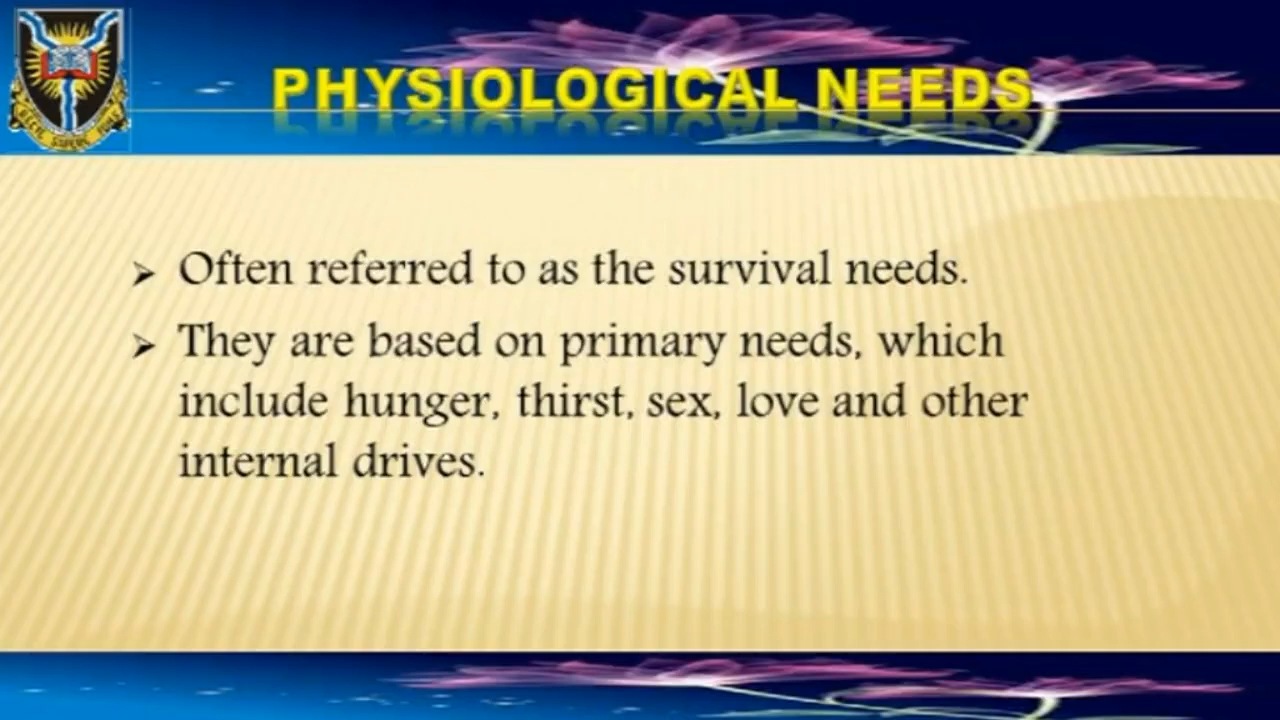 PHYSIOLOGICAL NEEDS
Often referred to as the survival needs.
They are based on primary needs, which
include hunger, thirst, sex, love and other
internal drives.